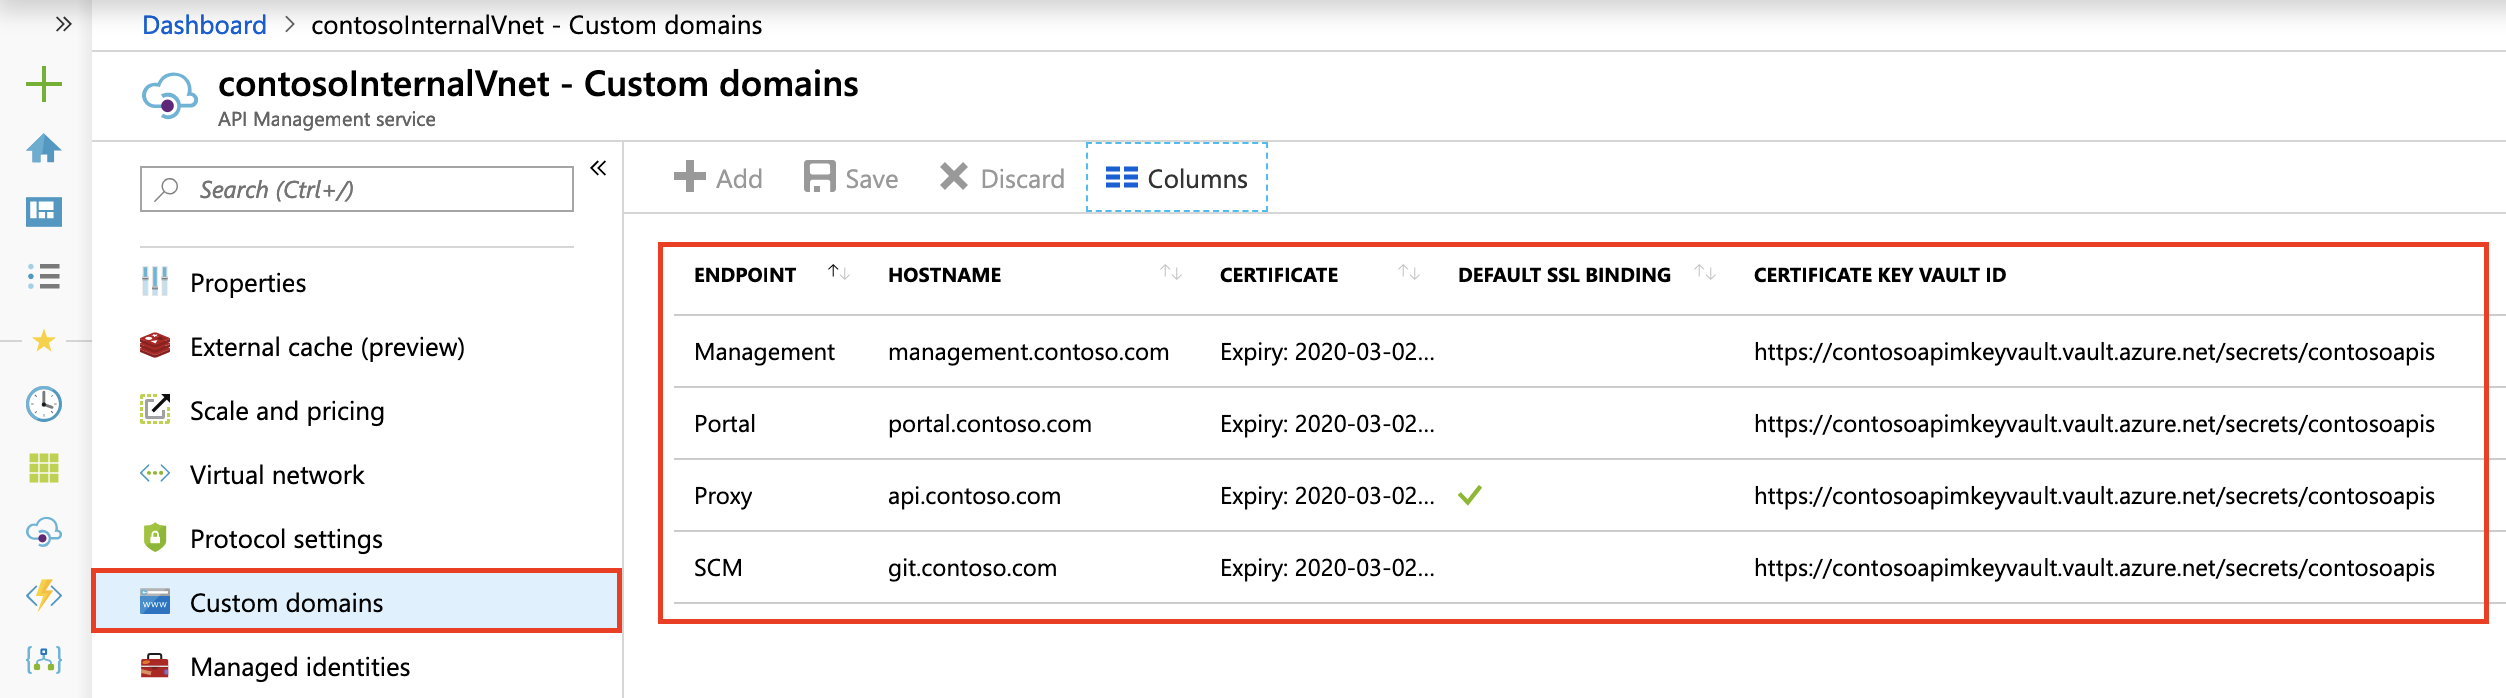 Dashboard > contosoInternalVnet - Custom domains
contosoInternalVnet - Custom domains
API Management service
Search (Ctrl+/)
Properties
External cache (preview)
Scale and pricing
Virtual network
Protocol settings
www Custom domains
Managed identities
Add Save Discard Columns
ENDPOINT HOSTNAME CERTIFICATE DEFAULT SSL BINDING CERTIFICATE KEY VAULT ID
Management management.contoso.com Expiry: 2020-03-02... https://contosoapimkeyvault.vault.azure.net/secrets/contosoapis
Portal portal.contoso.com Expiry: 2020-03-02... https://contosoapimkeyvault.vault.azure.net/secrets/contosoapis
Proxy api.contoso.com Expiry: 2020-03-02... https://contosoapimkeyvault.vault.azure.net/secrets/contosoapis
SCM git.contoso.com Expiry: 2020-03-02... https://contosoapimkeyvault.vault.azure.net/secrets/contosoapis